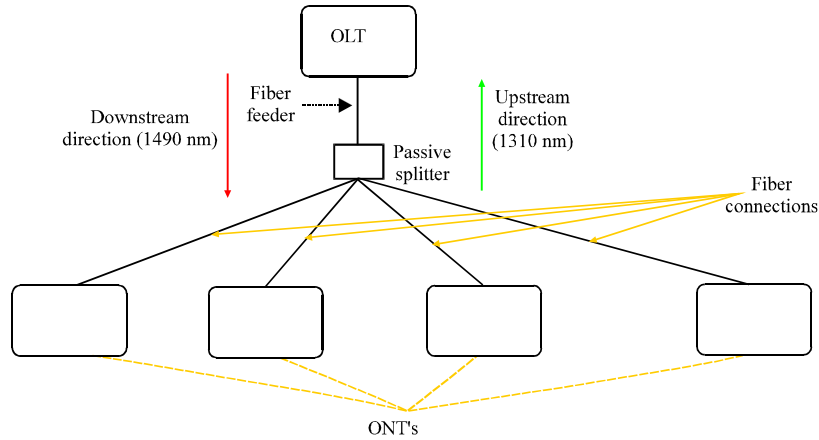 OLT
Fiber
feeder
Downstream
direction (1490 nm)
Upstream
direction
(1310 nm)
Passive
splitter
Fiber
connections
ONT's